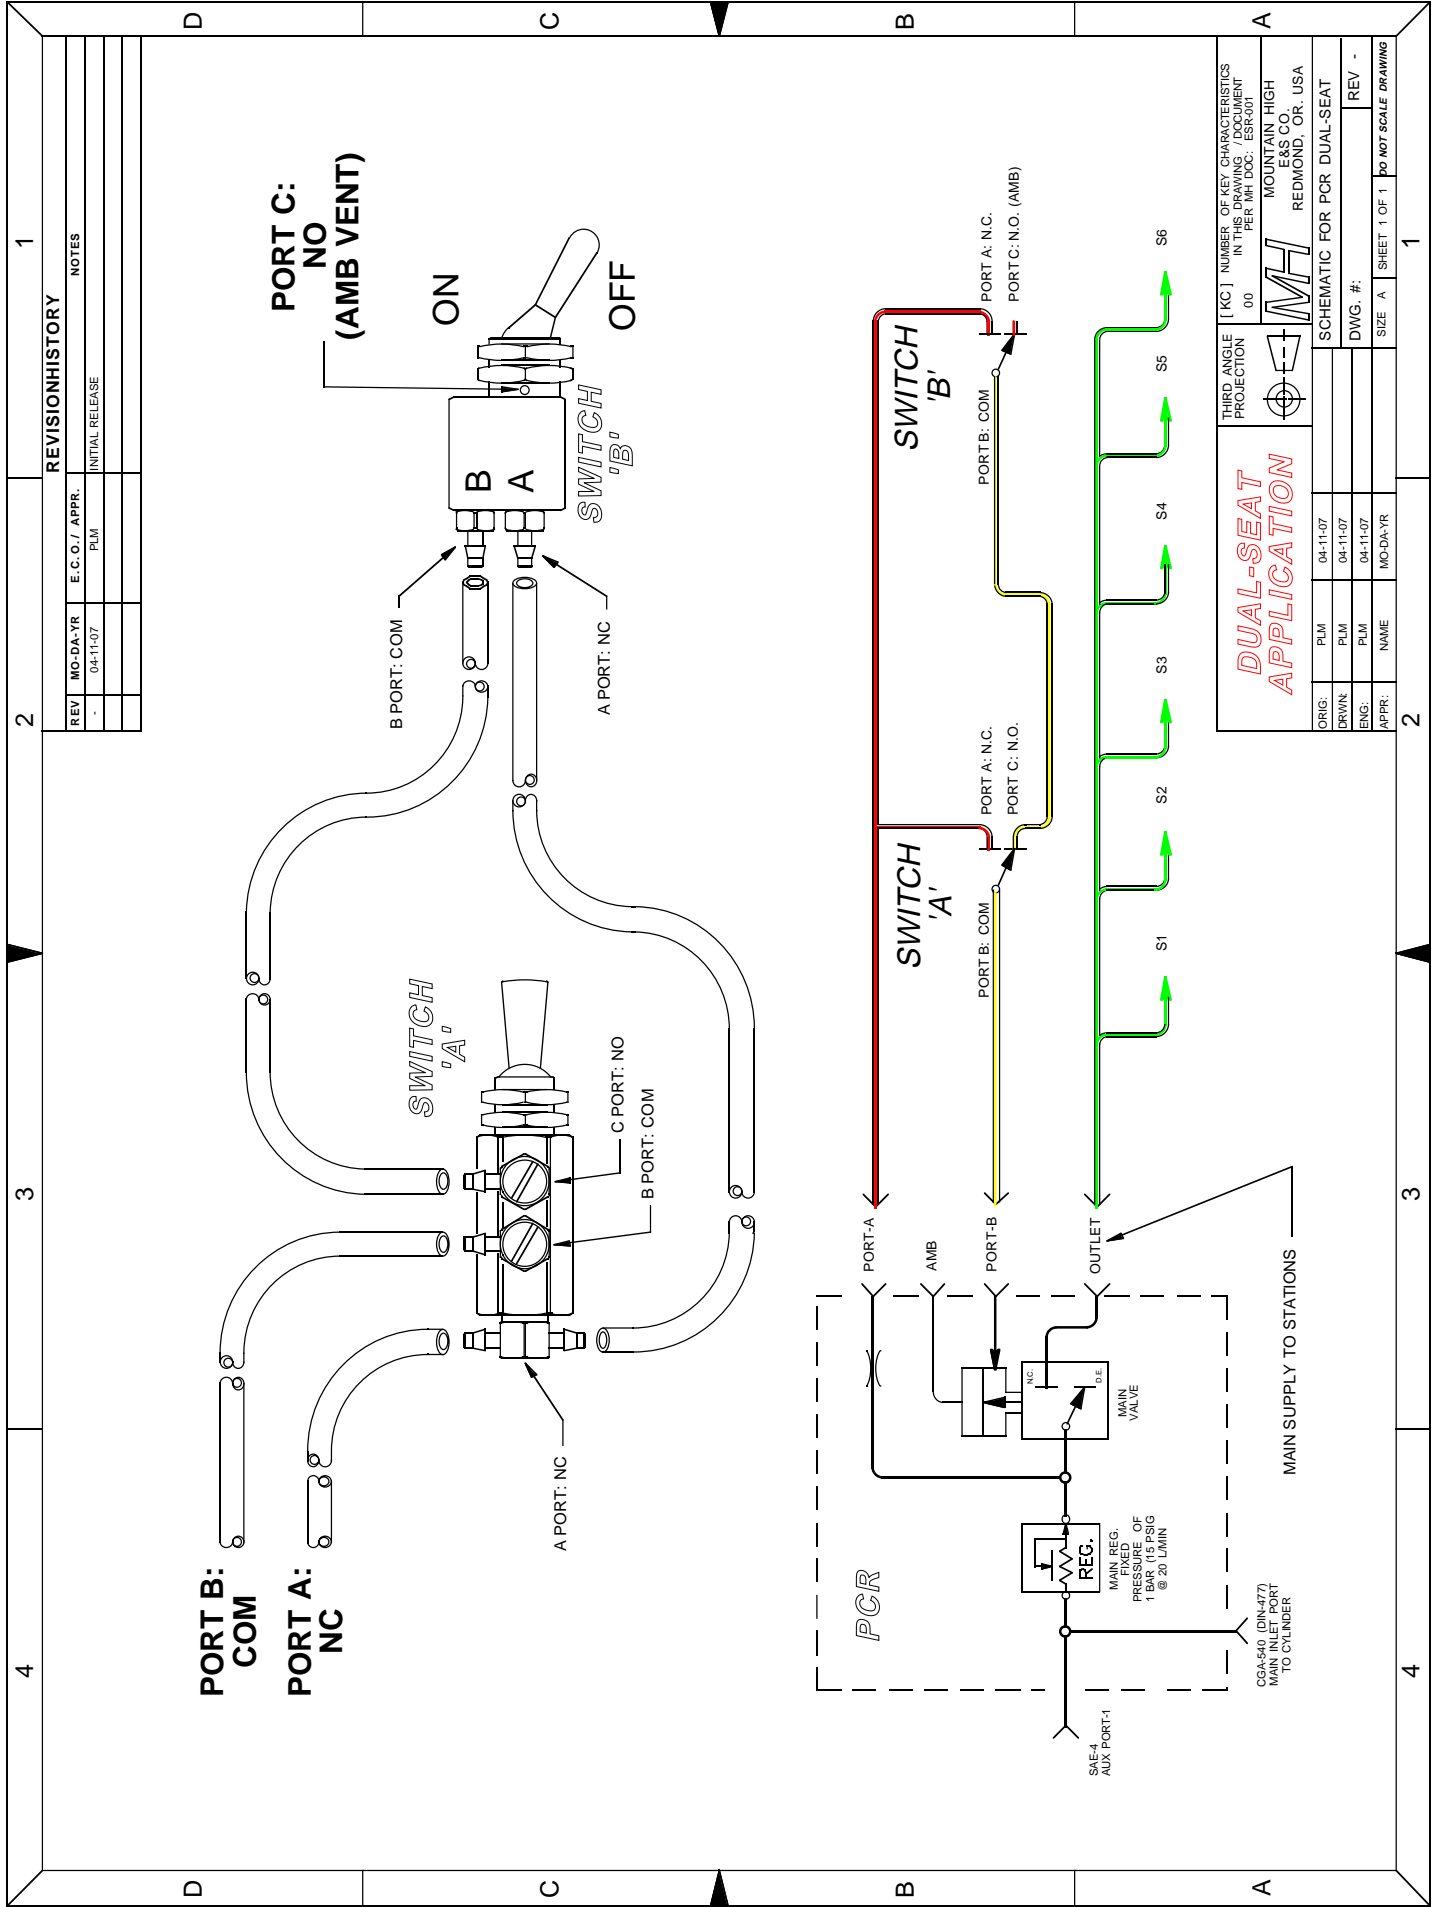 D
C
B
A
1
2
3
4
REVISIONHISTORY
REV
MO-DA-YR
E.C.O./ APPR.
NOTES
-
04-11-07
PLM
INITIAL RELEASE
PORT B:
COM
PORT A:
NC
A PORT: NC
B PORT: COM
C PORT: NO
SWITCH
'A'
B PORT: COM
A PORT: NC
B
A
SWITCH
'B'
ON
OFF
PORT C:
NO
(AMB VENT)
PCR
SAE-4
AUX PORT-1
CGA-540 (DIN-477)
MAIN INLET PORT
TO CYLINDER
REG.
MAIN REG.
FIXED
PRESSURE OF
1 BAR (15 PSIG
@ 20 L/MIN
N.C.
D.E.
MAIN
VALVE
PORT-A
AMB
PORT-B
OUTLET
MAIN SUPPLY TO STATIONS
SWITCH
'A'
PORT B: COM
PORT A: N.C.
PORT C: N.O.
SWITCH
'B'
PORT B: COM
PORT A: N.C.
PORT C: N.O. (AMB)
S1
S2
S3
S4
S5
S6
DUAL-SEAT
APPLICATION
THIRD ANGLE
PROJECTION
[ KC ] NUMBER OF KEY CHARACTERISTICS
IN THIS DRAWING / DOCUMENT
00 PER MH DOC: ESR-001
MH
MOUNTAIN HIGH
E&S CO.
REDMOND, OR. USA
ORIG: PLM 04-11-07
DRWN: PLM 04-11-07
ENG: PLM 04-11-07
APPR: NAME MO-DA-YR
SCHEMATIC FOR PCR DUAL-SEAT
DWG. #:
REV -
SIZE A
SHEET 1 OF 1
DO NOT SCALE DRAWING
D
C
B
A
1
2
3
4